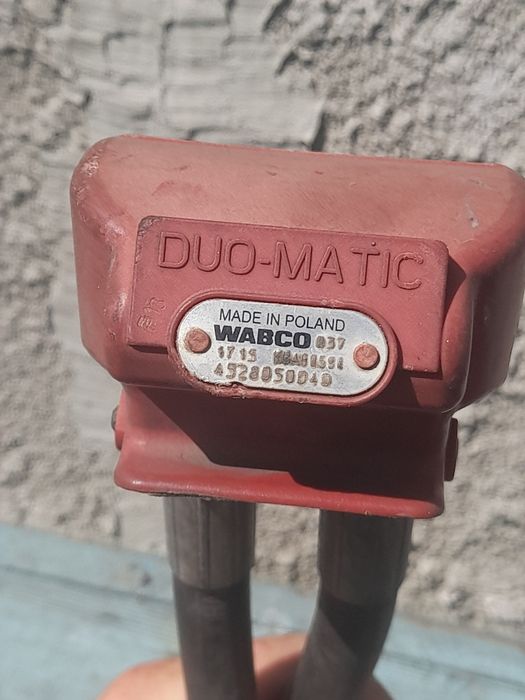 DUO-MATIC
MADE IN POLAND
WABCO 037
1715
4528050040